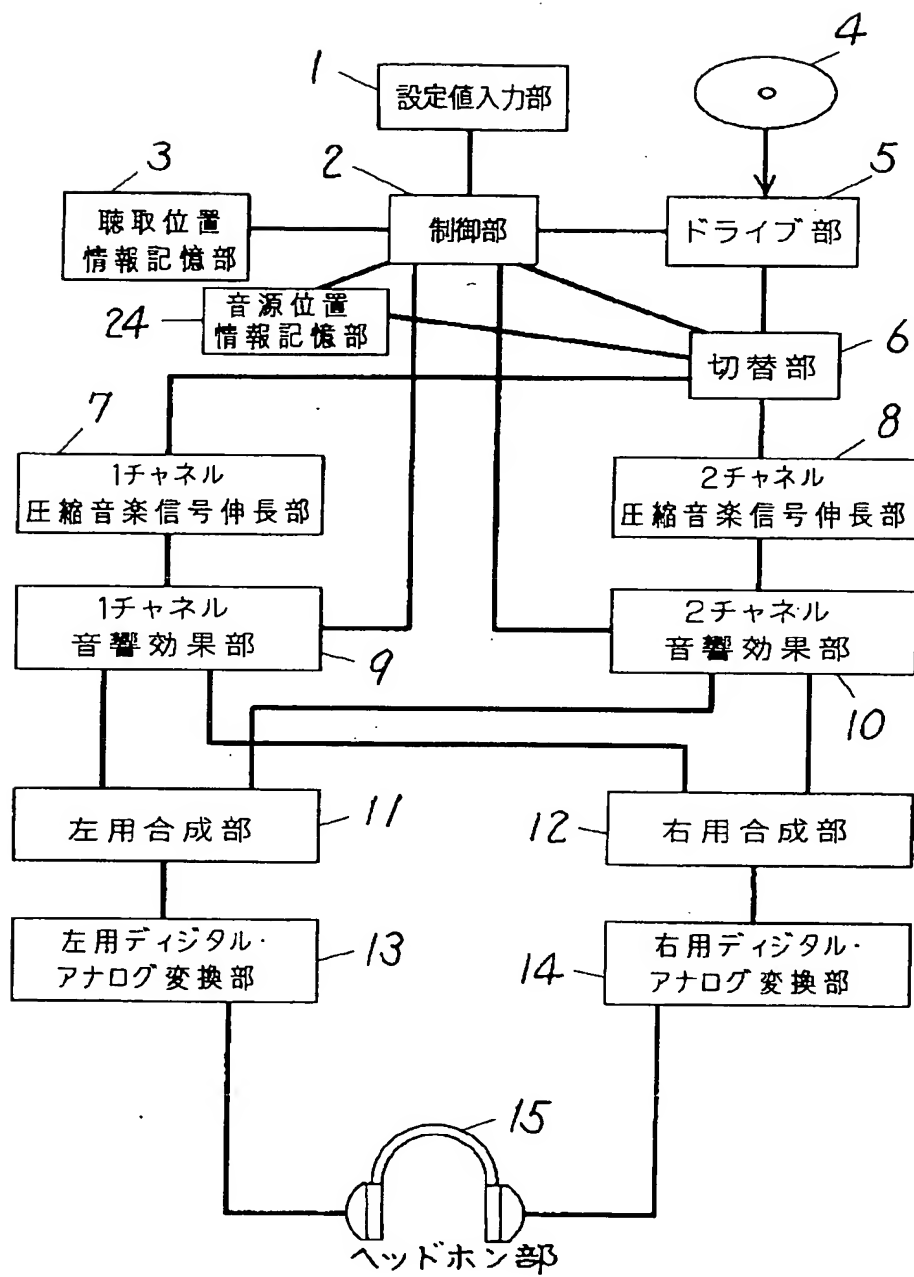 4
1
設定値入力部
2
3
5
聴取位置
情報記憶部
制御部
ドライブ部
24
音源位置
情報記憶部
6
切替部
7
8
1チャネル
圧縮音楽信号伸長部
2チャネル
圧縮音楽信号伸長部
1チャネル
音響効果部
2チャネル
音響効果部
9
10
左用合成部
11
12
右用合成部
左用ディジタル・
アナログ変換部
13
14
右用ディジタル・
アナログ変換部
15
ヘッドホン部